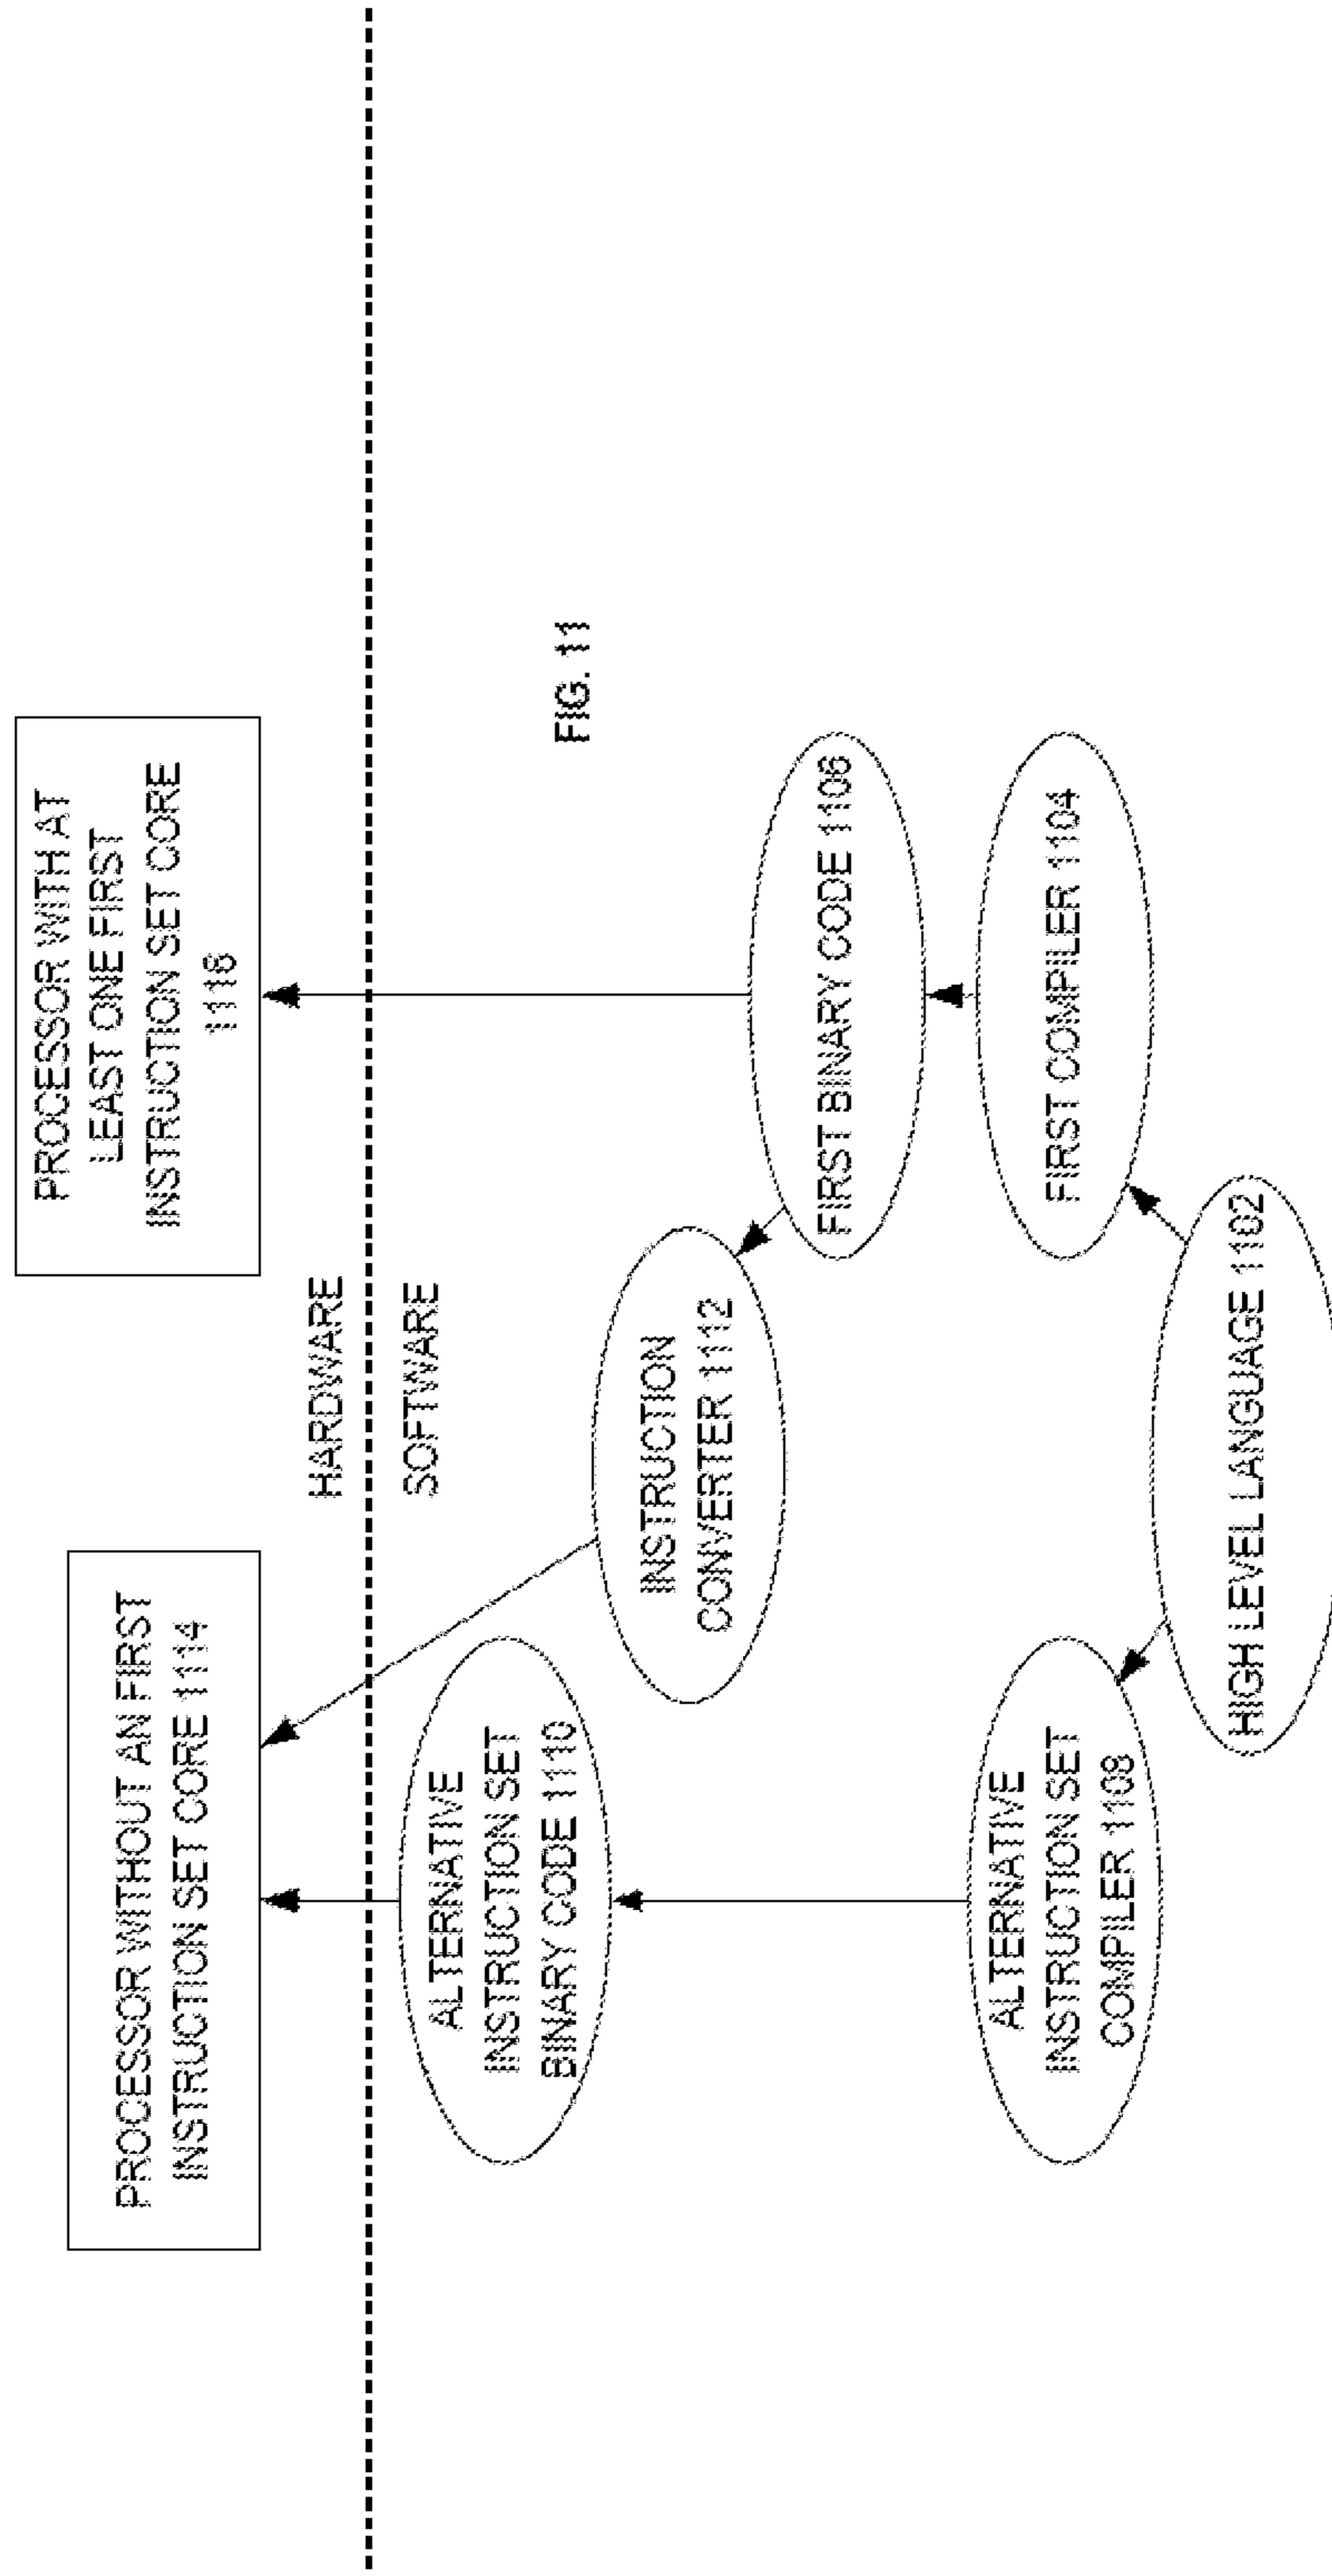 PROCESSOR WITHOUT AN FIRST
INSTRUCTION SET CORE 1114
PROCESSOR WITH AT
LEAST ONE FIRST
INSTRUCTION SET CORE
1116
HARDWARE
SOFTWARE
ALTERNATIVE
INSTRUCTION SET
BINARY CODE 1110
INSTRUCTION
CONVERTER 1112
FIG. 11
FIRST BINARY CODE 1106
ALTERNATIVE
INSTRUCTION SET
COMPILER 1108
FIRST COMPILER 1104
HIGH LEVEL LANGUAGE 1102